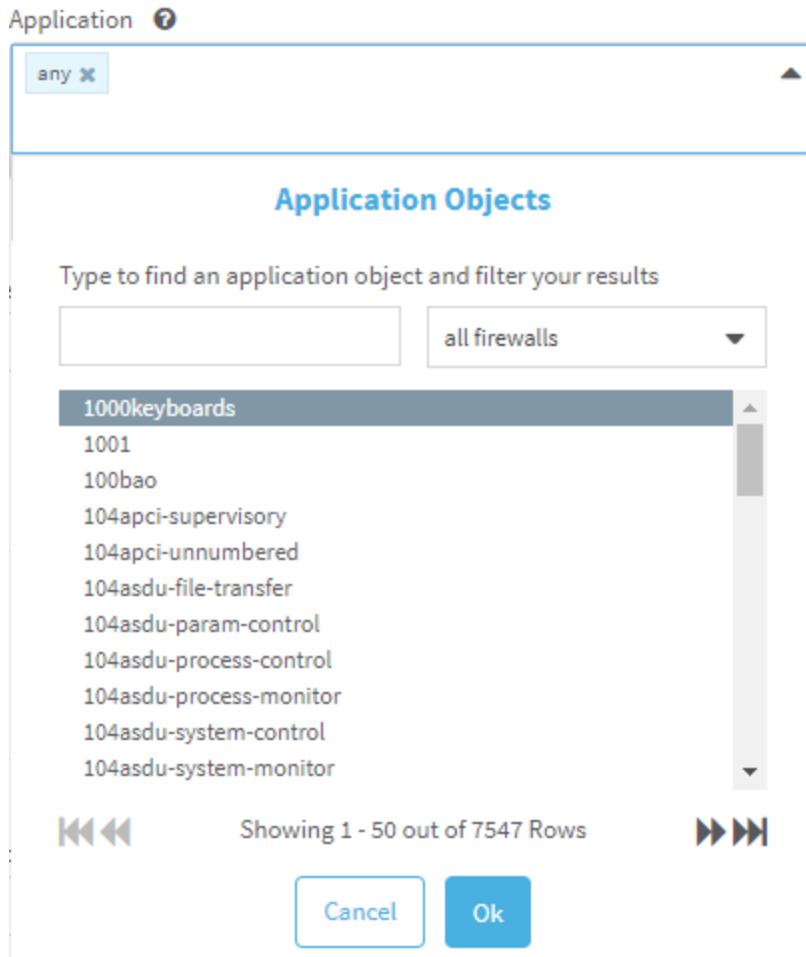 Application ?
any ×
Application Objects
Type to find an application object and filter your results
all firewalls
1000keyboards
1001
100bao
104apci-supervisory
104apci-unnumbered
104asdu-file-transfer
104asdu-param-control
104asdu-process-control
104asdu-process-monitor
104asdu-system-control
104asdu-system-monitor
Showing 1 - 50 out of 7547 Rows
Cancel Ok